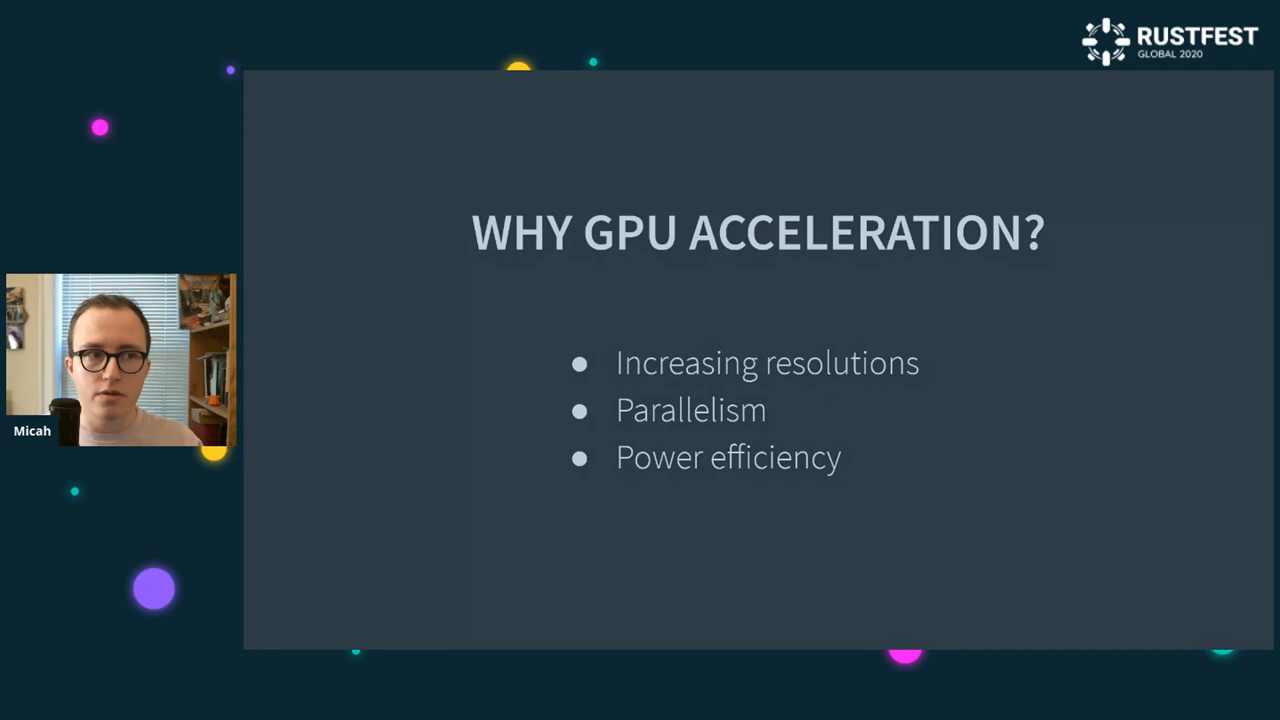 RUSTFEST
GLOBAL 2020
WHY GPU ACCELERATION?
● Increasing resolutions
● Parallelism
● Power efficiency
Micah